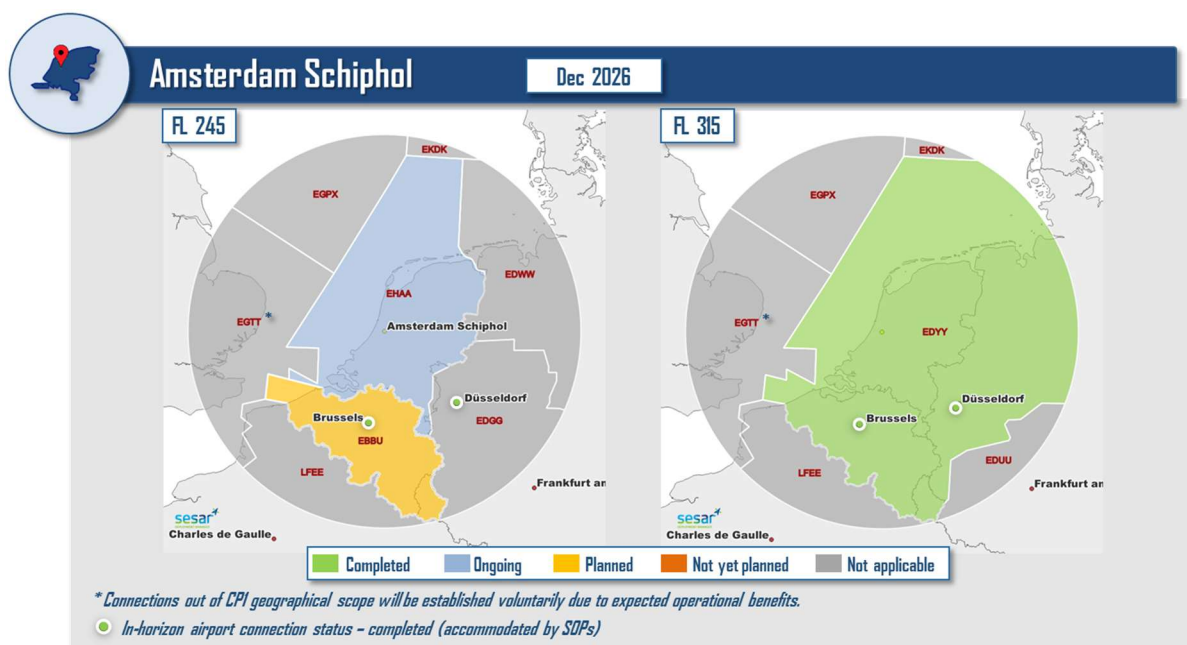 Amsterdam Schiphol
Dec 2026
FL 245
EKDK
EGPX
EDWW
EHAA
EGTT *
Amsterdam Schiphol
Düsseldorf
Brussels
EDGG
EBBU
LFEE
Frankfurt am
sesar
Charles de Gaulle
FL 315
EKDK
EGPX
EGTT *
EDYY
Düsseldorf
Brussels
EDUU
LFEE
Frankfurt am
sesar
Charles de Gaulle
Completed
Ongoing
Planned
Not yet planned
Not applicable
* Connections out of CP1 geographical scope will be established voluntarily due to expected operational benefits.
In-horizon airport connection status – completed (accommodated by SOPs)